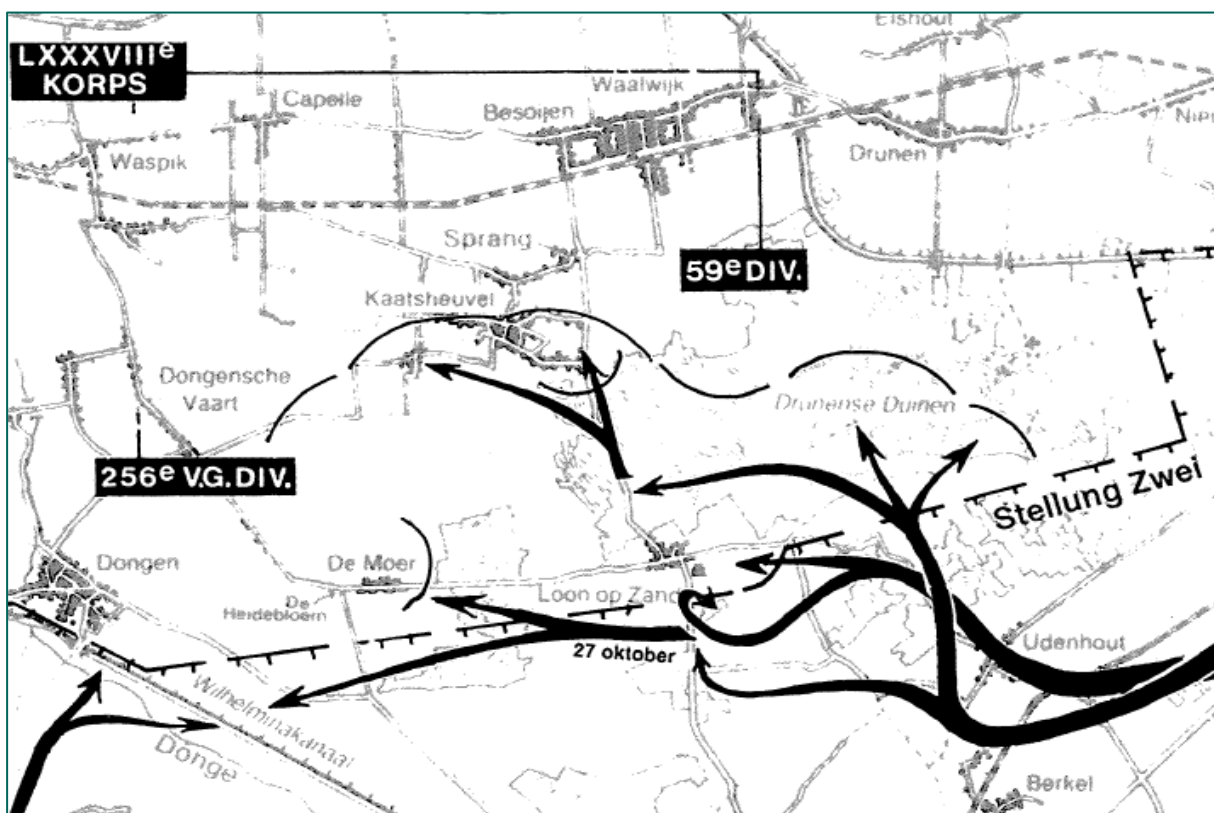 Elshout
LXXXVIIIe
KORPS
Capelle
Waalwijk
Besoijen
Waspik
Drunen
Sprang
59e DIV.
Kaatsheuvel
Dongensche
Vaart
Drunense Duinen
256e V.G. DIV.
Stellung Zwei
Dongen
De Moer
De
Heidebloem
Loon op Zand
27 oktober
Udenhout
Wilhelminakanaal
Donge
Berkel